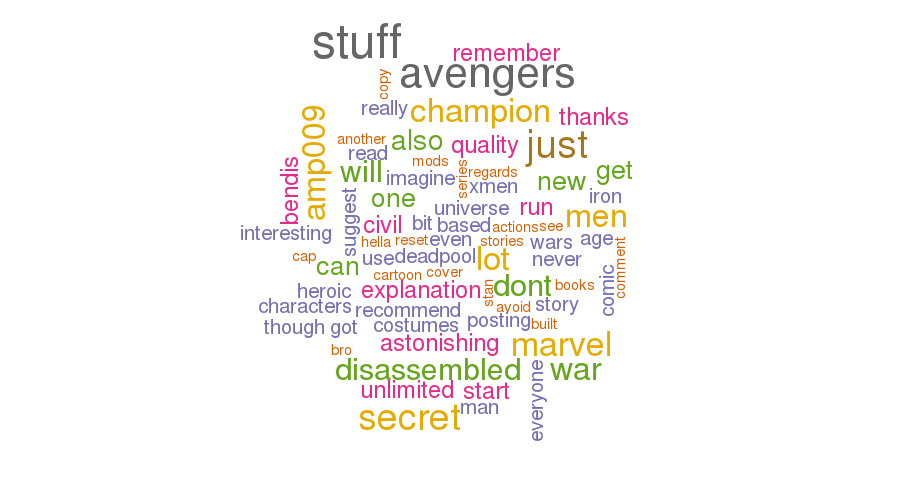 stuff
remember
avengers
copy
really
champion
thanks
amp009
another
also
quality
just
read
mods
series
regards
bendis
will
imagine
xmen
new
get
suggest
one
universe
run
iron
men
interesting
civil
bit
based
actions
see
hella
reset
even
stories
wars
age
comment
cap
can
use
deadpool
lot
never
cartoon
cover
heroic
explanation
stan
dont
books
comic
characters
recommend
avoid
story
though
got
costumes
posting
built
bro
astonishing
marvel
disassembled
war
unlimited
start
everyone
secret
man